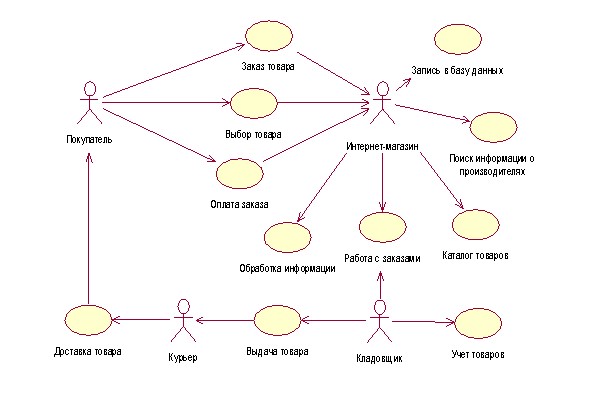 Заказ товара
Запись в базу данных
Выбор товара
Покупатель
Интернет-магазин
Поиск информации о
производителях
Оплата заказа
Обработка информации
Работа с заказами
Каталог товаров
Доставка товара
Курьер
Выдача товара
Кладовщик
Учет товаров